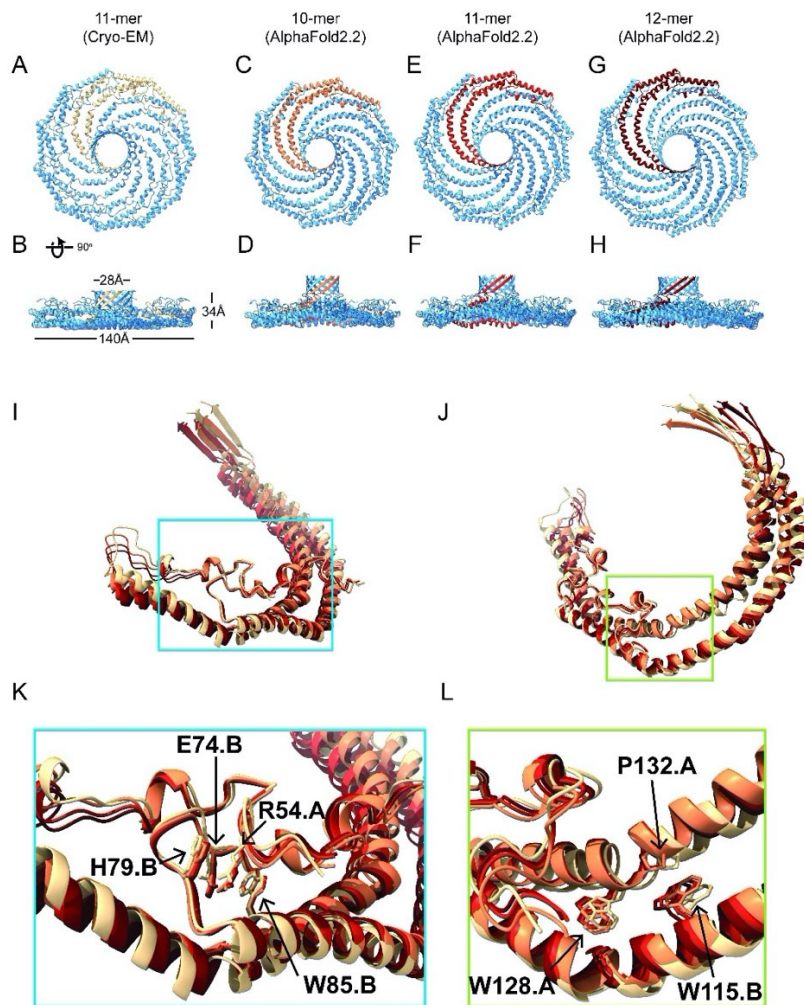 11-mer
(Cryo-EM)
10-mer
(AlphaFold2.2)
11-mer
(AlphaFold2.2)
12-mer
(AlphaFold2.2)
A
C
E
G
B
90°
D
F
H
28Å
34Å
140Å
I
J
K
L
E74.B
R54.A
H79.B
W85.B
P132.A
W128.A
W115.B